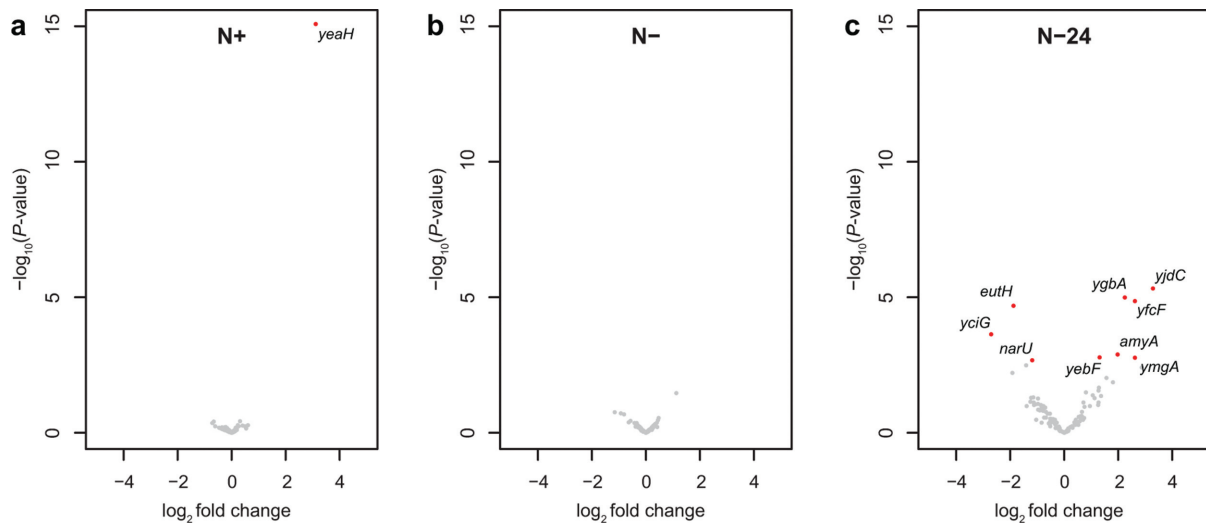 a
N+
yeaH
15
10
5
0
−log10(P-value)
−4 −2 0 2 4
log2 fold change
b
N−
15
10
5
0
−log10(P-value)
−4 −2 0 2 4
log2 fold change
c
N−24
15
10
5
0
−log10(P-value)
yjdC
ygbA
eutH
yfcF
yciG
narU
amyA
yebF
ymgA
−4 −2 0 2 4
log2 fold change